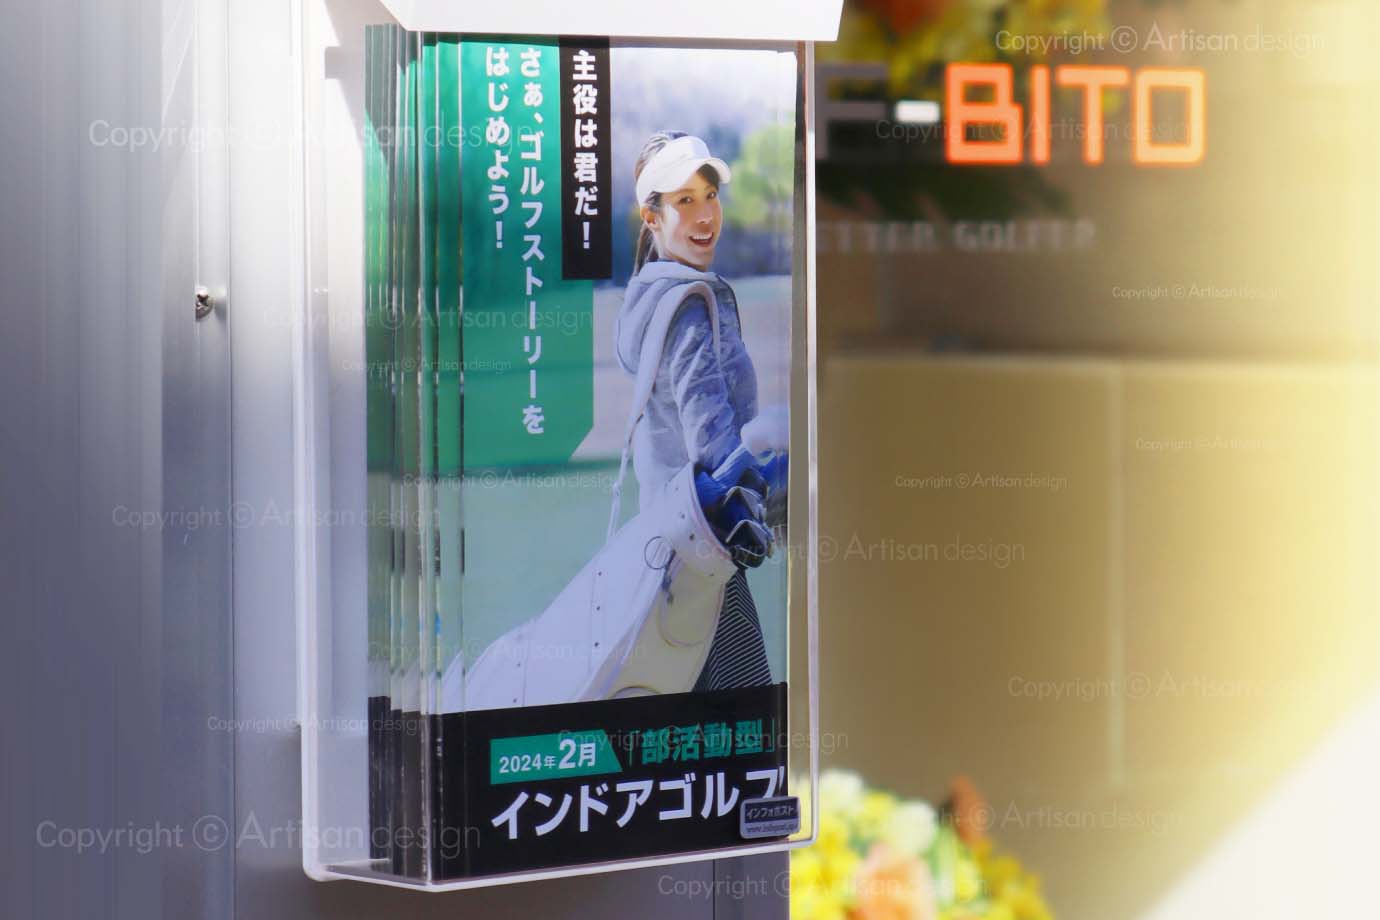 主役は君だ！
さぁ、ゴルフストーリーを
はじめよう！
2024年2月
「部活動型」
インドアゴルフ
インフォポスト
BITO
GOLFER
Copyright © Artisan design